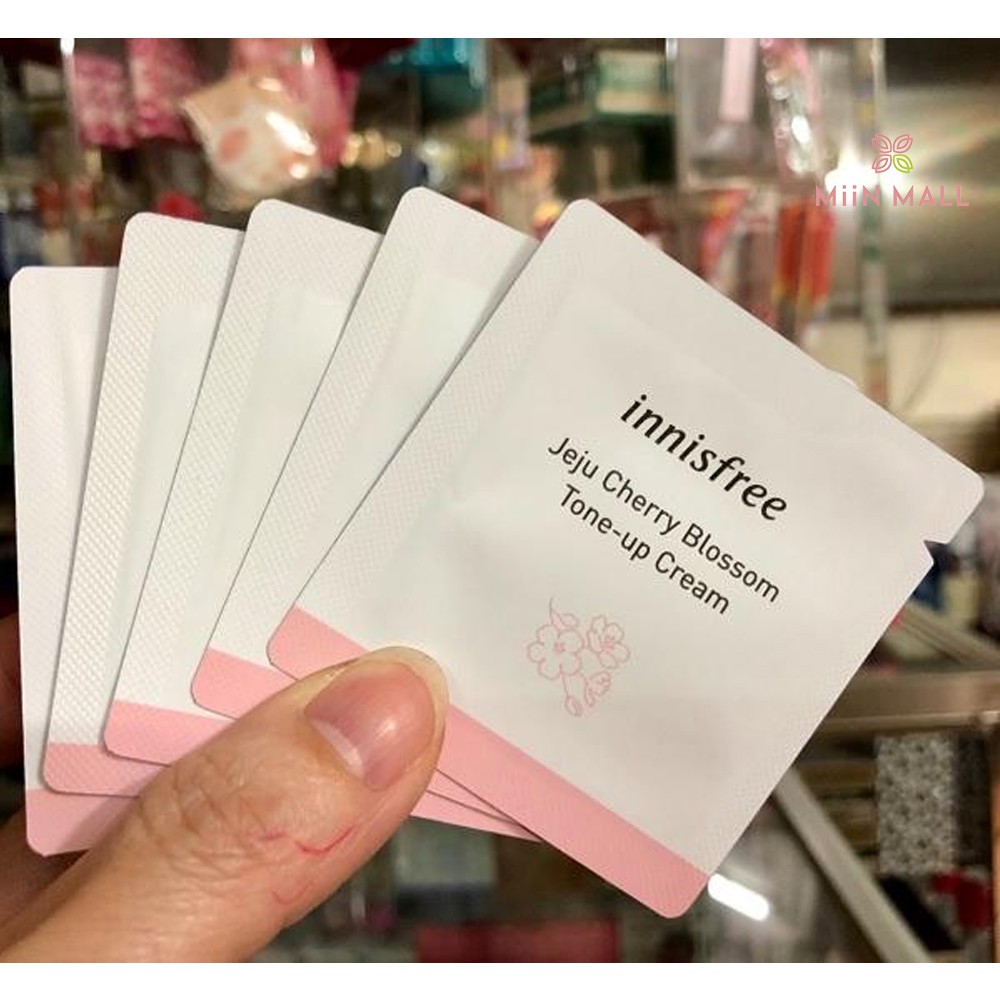 MiiN MALL
innisfree
Jeju Cherry Blossom
Tone-up Cream